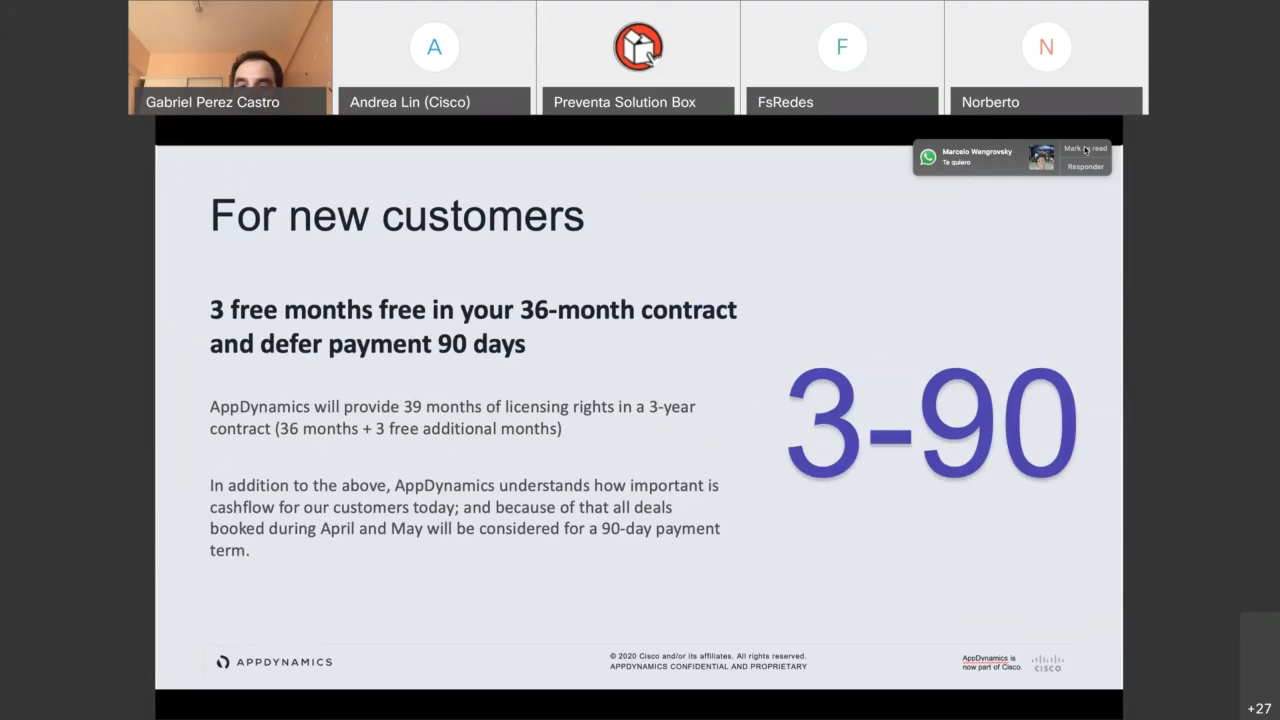 Gabriel Perez Castro
A
Andrea Lin (Cisco)
Preventa Solution Box
F
FsRedes
N
Norberto
Marcelo Wengrovsky
Te quiero
Mark read
Responder
For new customers
3 free months free in your 36-month contract
and defer payment 90 days
AppDynamics will provide 39 months of licensing rights in a 3-year
contract (36 months + 3 free additional months)
In addition to the above, AppDynamics understands how important is
cashflow for our customers today; and because of that all deals
booked during April and May will be considered for a 90-day payment
term.
3-90
APPDYNAMICS
© 2020 Cisco and/or its affiliates. All rights reserved.
APPDYNAMICS CONFIDENTIAL AND PROPRIETARY
AppDynamics is
now part of Cisco.
CISCO
+27